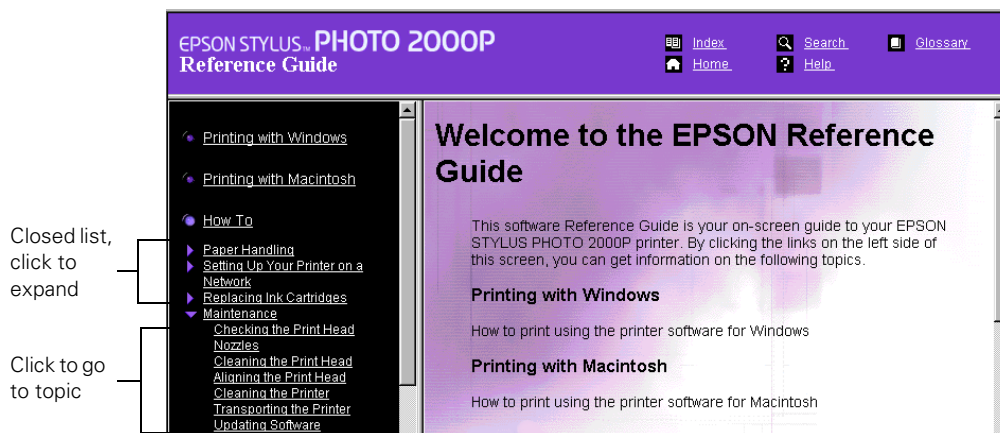 EPSON STYLUS™ PHOTO 2000P
Reference Guide
Index
Search
Glossary
Home
Help
Closed list,
click to
expand
Click to go
to topic
Printing with Windows
Printing with Macintosh
How To
Paper Handling
Setting Up Your Printer on a
Network
Replacing Ink Cartridges
Maintenance
Checking the Print Head
Nozzles
Cleaning the Print Head
Aligning the Print Head
Cleaning the Printer
Transporting the Printer
Updating Software
Welcome to the EPSON Reference
Guide
This software Reference Guide is your on-screen guide to your EPSON
STYLUS PHOTO 2000P printer. By clicking the links on the left side of
this screen, you can get information on the following topics.
Printing with Windows
How to print using the printer software for Windows
Printing with Macintosh
How to print using the printer software for Macintosh